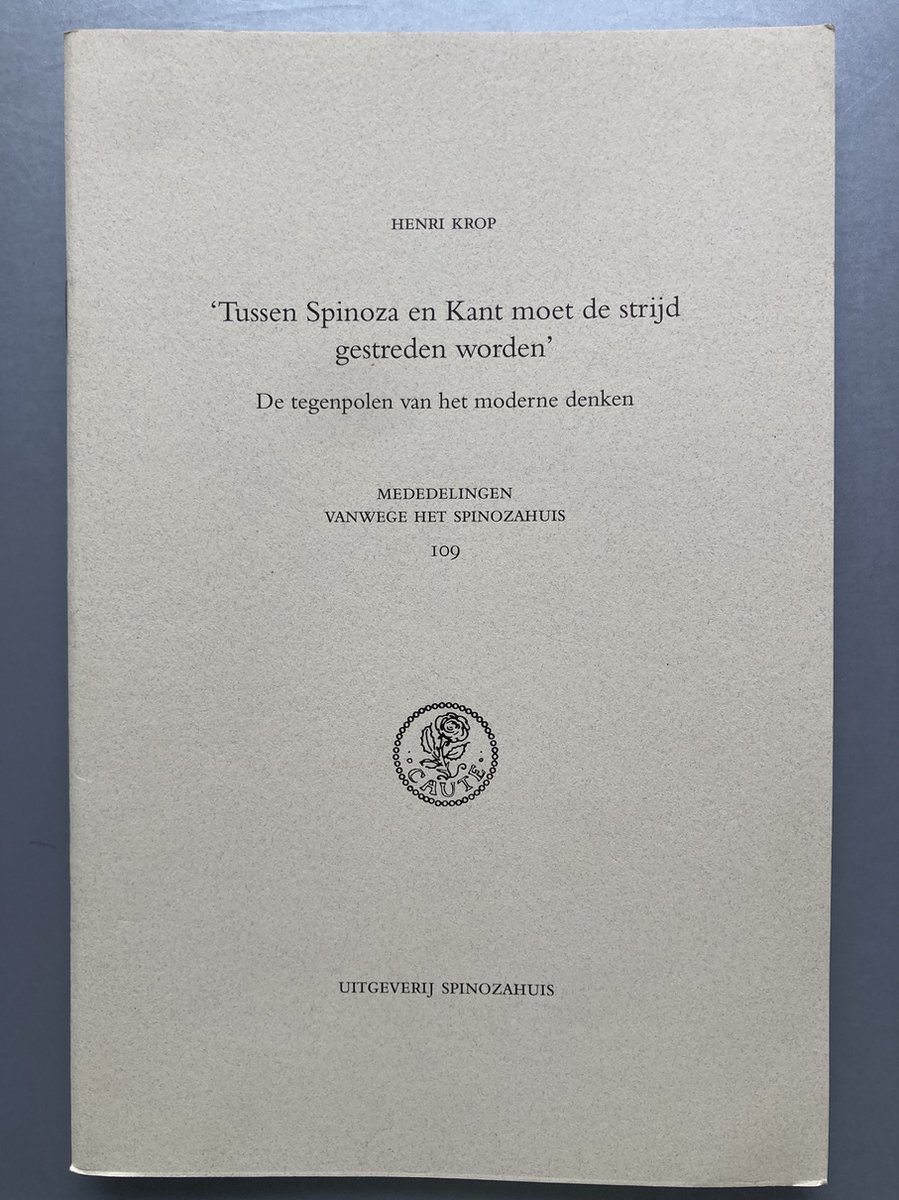 HENRI KROP
‘Tussen Spinoza en Kant moet de strijd
gestreden worden’
De tegenpolen van het moderne denken
MEDEDELINGEN
VANWEGE HET SPINOZAHUIS
109
CAUTE
UITGEVERIJ SPINOZAHUIS